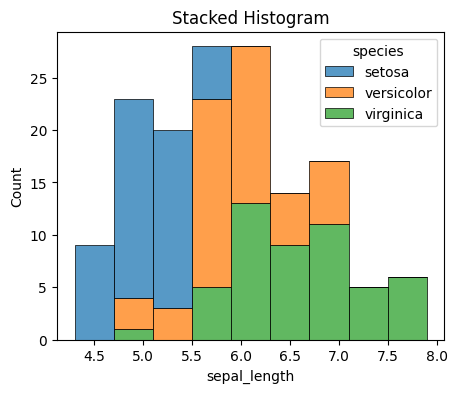 Stacked Histogram
species
setosa
versicolor
virginica
Count
25
20
15
10
5
0
4.5 5.0 5.5 6.0 6.5 7.0 7.5 8.0
sepal_length